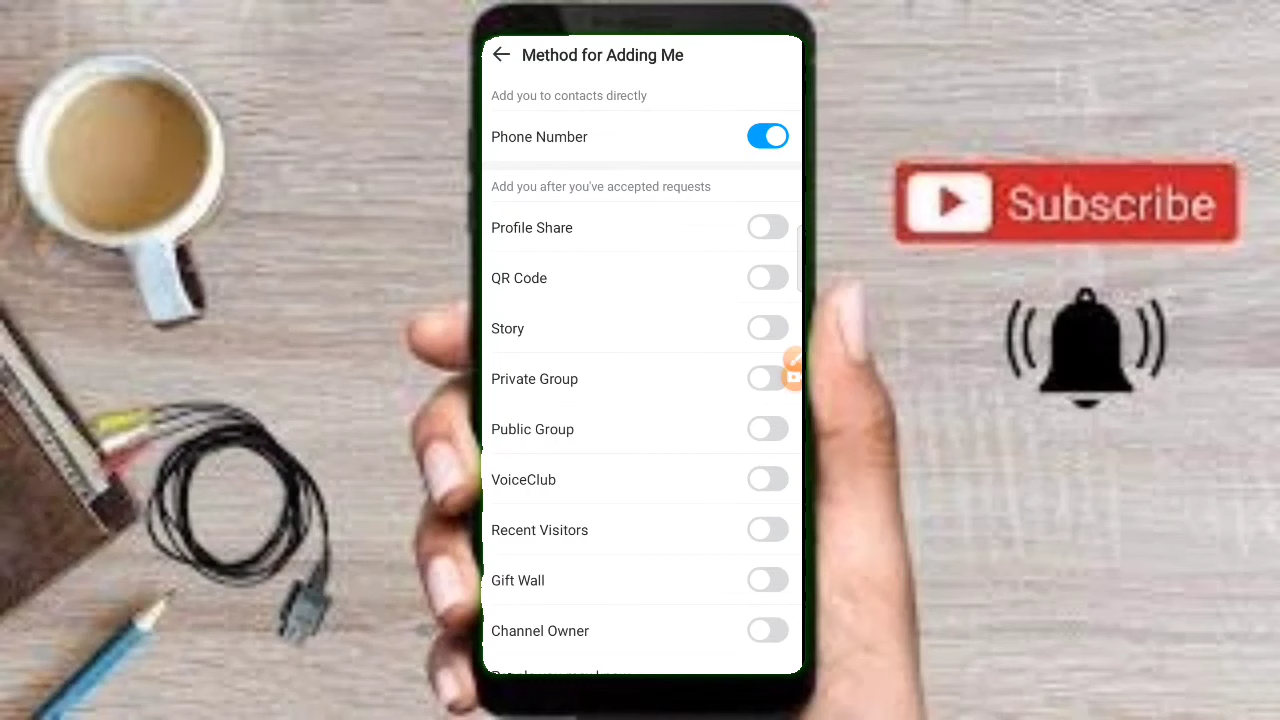 Method for Adding Me
Add you to contacts directly
Phone Number
Add you after you've accepted requests
Profile Share
QR Code
Story
Private Group
Public Group
VoiceClub
Recent Visitors
Gift Wall
Channel Owner
Subscribe